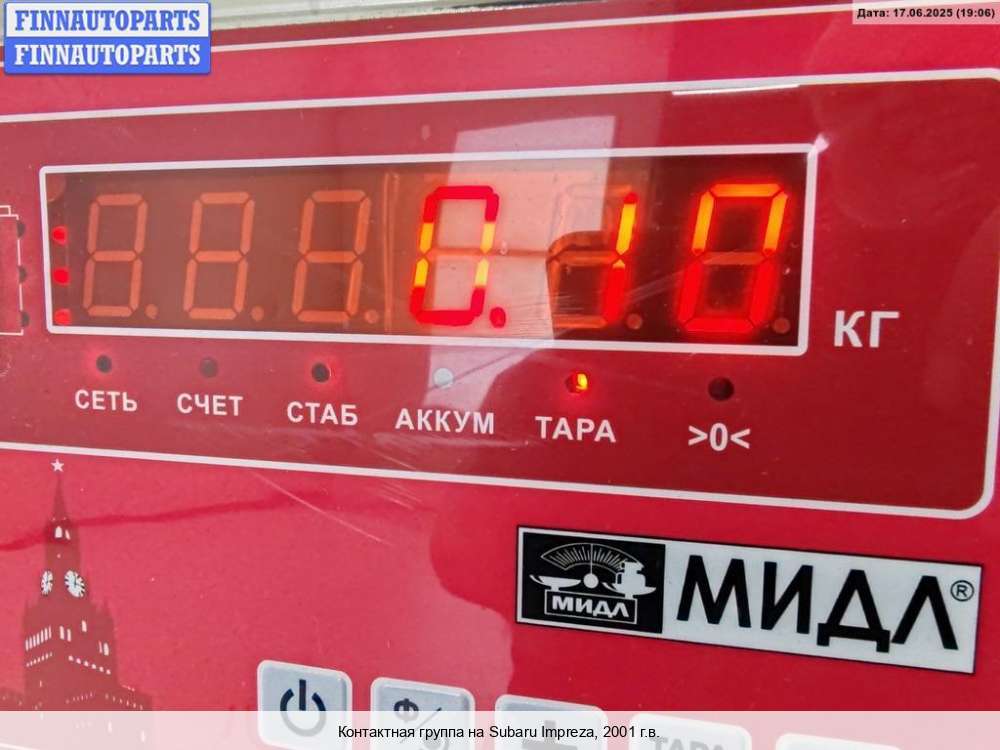 FINNAUTOPARTS
FINNAUTOPARTS
Дата: 17.06.2025 (19:06)
0.10
КГ
СЕТЬ СЧЕТ СТАБ АККУМ ТАРА >0<
МИДЛ МИДЛ®
ТАРА
Контактная группа на Subaru Impreza, 2001 г.в.